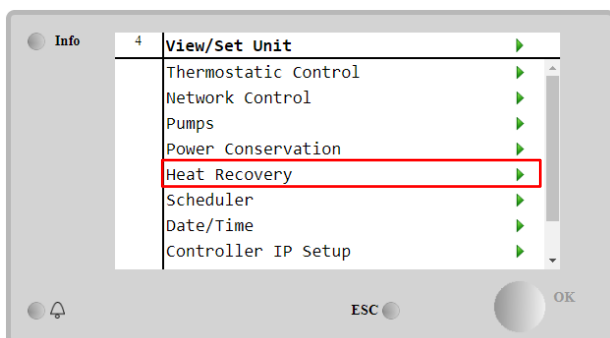 Info
4 View/Set Unit
Thermostatic Control
Network Control
Pumps
Power Conservation
Heat Recovery
Scheduler
Date/Time
Controller IP Setup
ESC OK